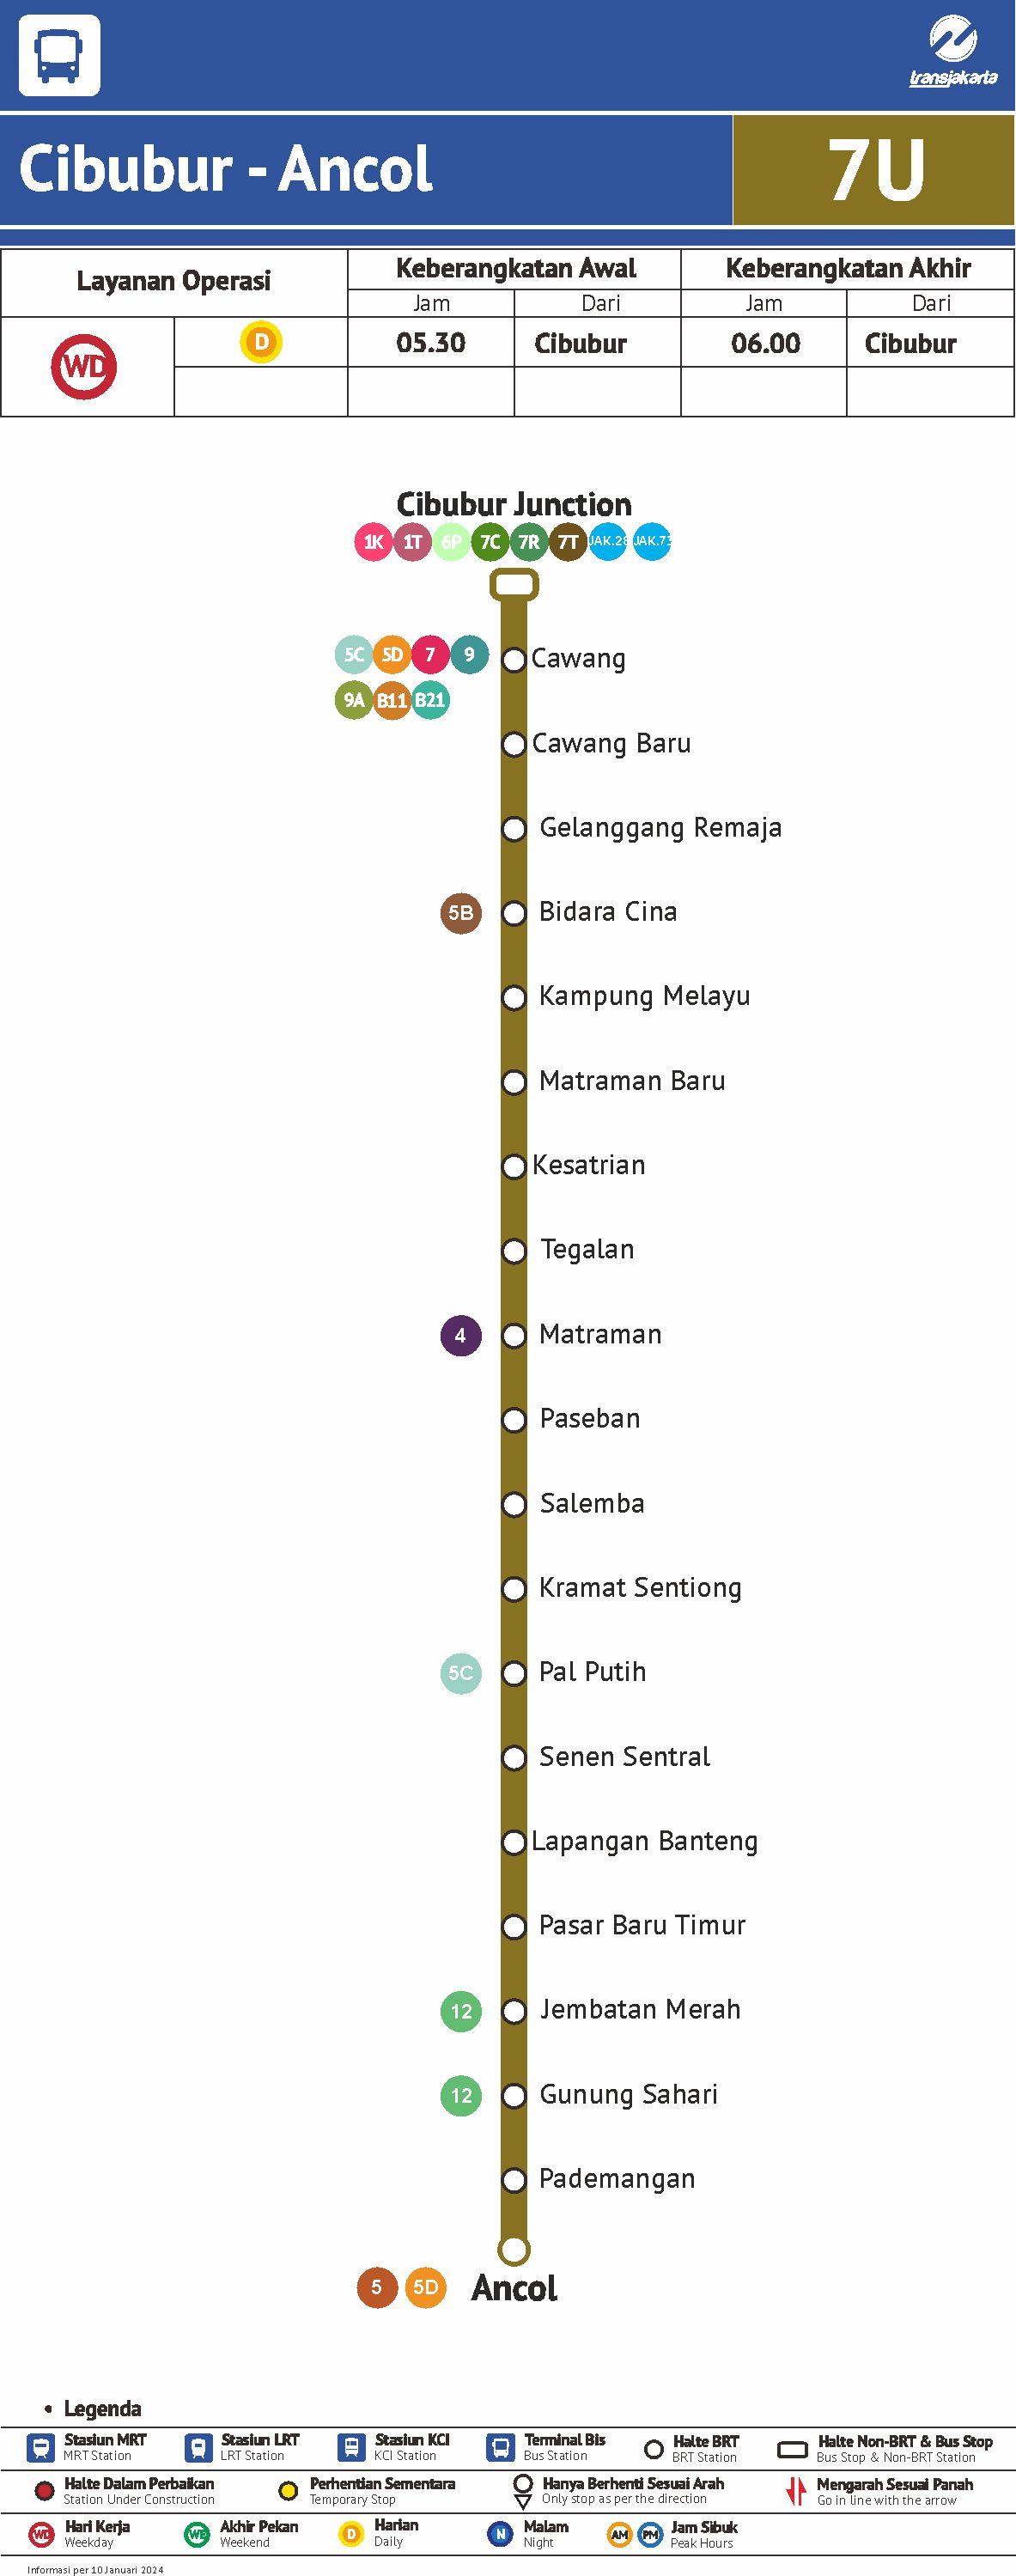 transjakarta
Cibubur - Ancol
7U
Layanan Operasi
Keberangkatan Awal
Keberangkatan Akhir
Jam
Dari
Jam
Dari
WD
D
05.30
Cibubur
06.00
Cibubur
Cibubur Junction
1K 1T 6P 7C 7R 7T JAK.28 JAK.73
5C 5D 7 9
Cawang
9A B11 B21
Cawang Baru
Gelanggang Remaja
5B
Bidara Cina
Kampung Melayu
Matraman Baru
Kesatrian
Tegalan
4
Matraman
Paseban
Salemba
Kramat Sentiong
5C
Pal Putih
Senen Sentral
Lapangan Banteng
Pasar Baru Timur
12
Jembatan Merah
12
Gunung Sahari
Pademangan
5 5D
Ancol
• Legenda
Stasiun MRT
MRT Station
Stasiun LRT
LRT Station
Stasiun KCI
KCI Station
Terminal Bis
Bus Station
Halte BRT
BRT Station
Halte Non-BRT & Bus Stop
Bus Stop & Non-BRT Station
Halte Dalam Perbaikan
Station Under Construction
Perhentian Sementara
Temporary Stop
Hanya Berhenti Sesuai Arah
Only stop as per the direction
Mengarah Sesuai Panah
Go in line with the arrow
WD
Hari Kerja
Weekday
WE
Akhir Pekan
Weekend
D
Harian
Daily
N
Malam
Night
AM PM
Jam Sibuk
Peak Hours
Informasi per 10 Januari 2024